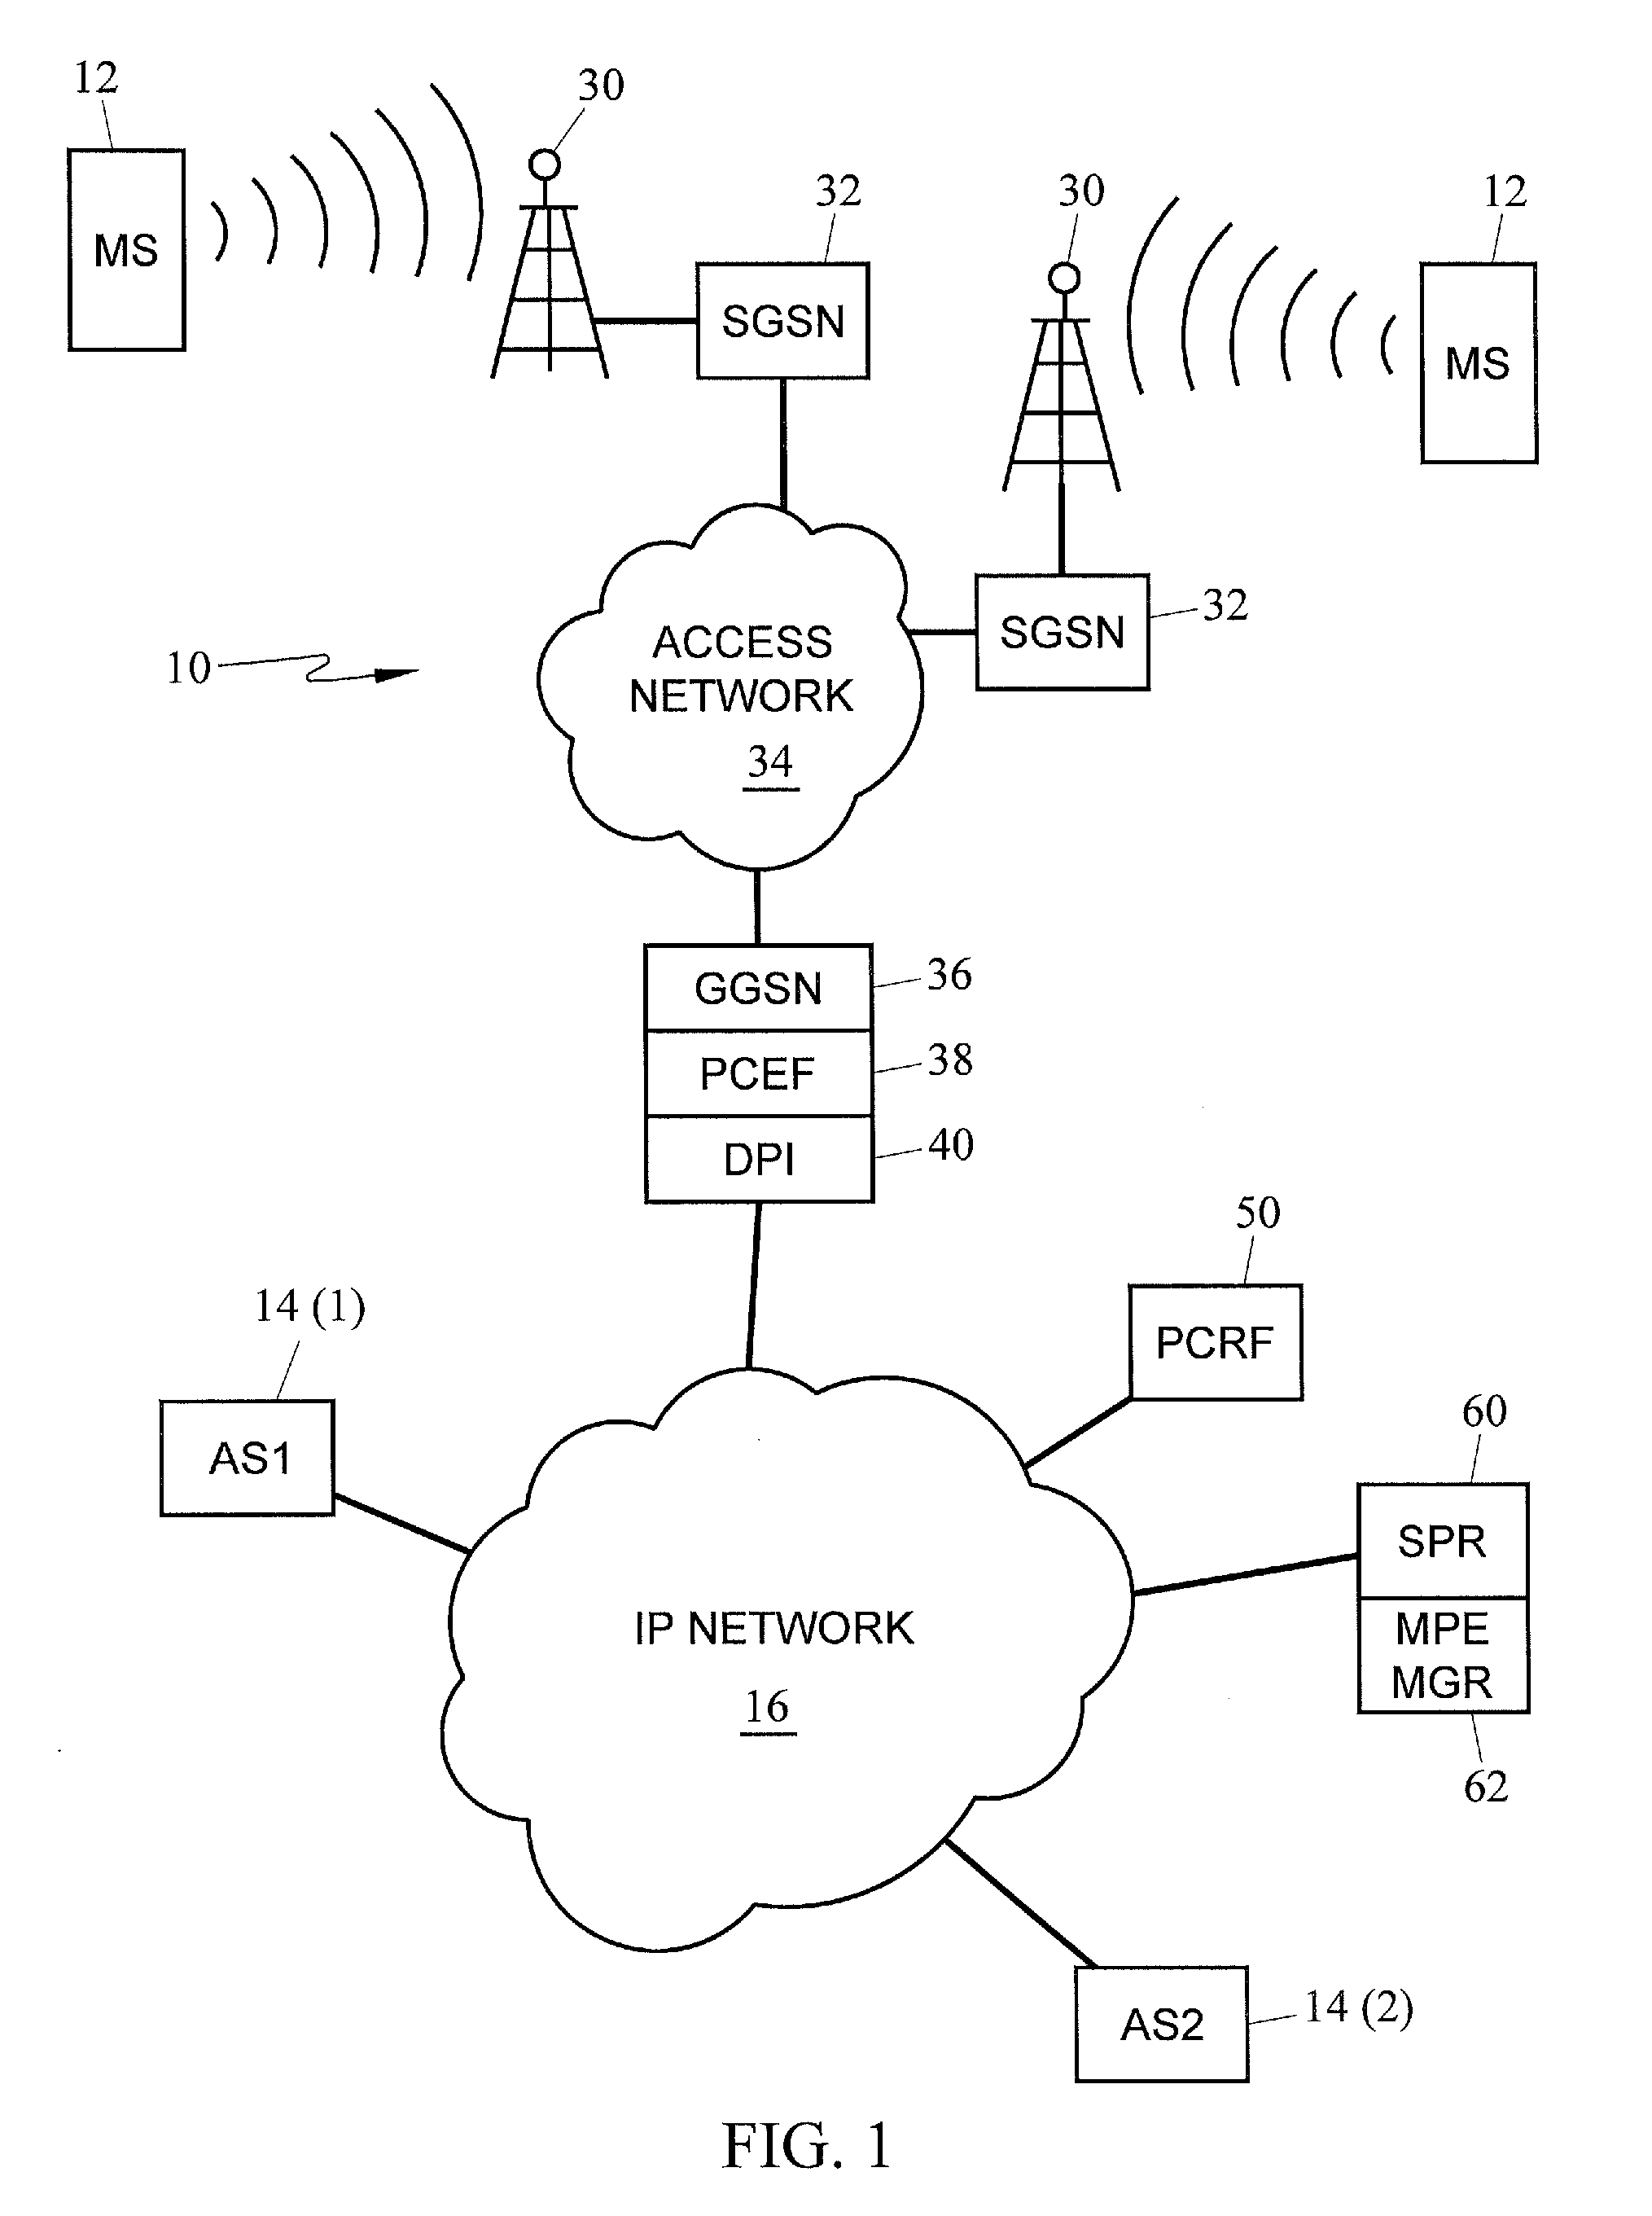 12
30
MS
32
SGSN
30
12
MS
ACCESS
NETWORK
34
SGSN
32
10
GGSN
36
PCEF
38
DPI
40
50
PCRF
14 (1)
AS1
60
SPR
MPE
MGR
62
IP NETWORK
16
AS2
14 (2)
FIG. 1